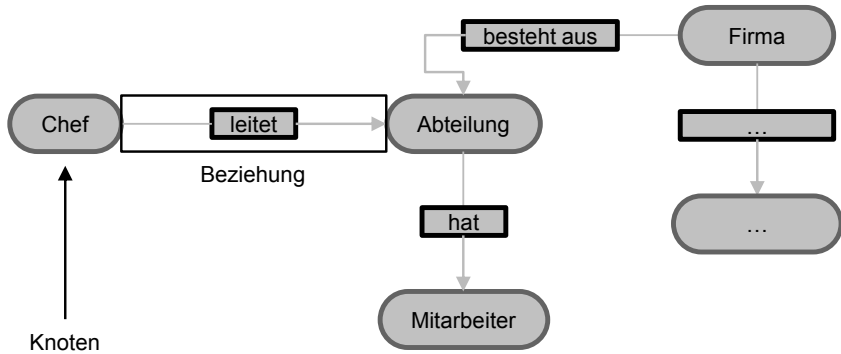 besteht aus
Firma
Chef
leitet
Abteilung
…
Beziehung
hat
…
Mitarbeiter
Knoten